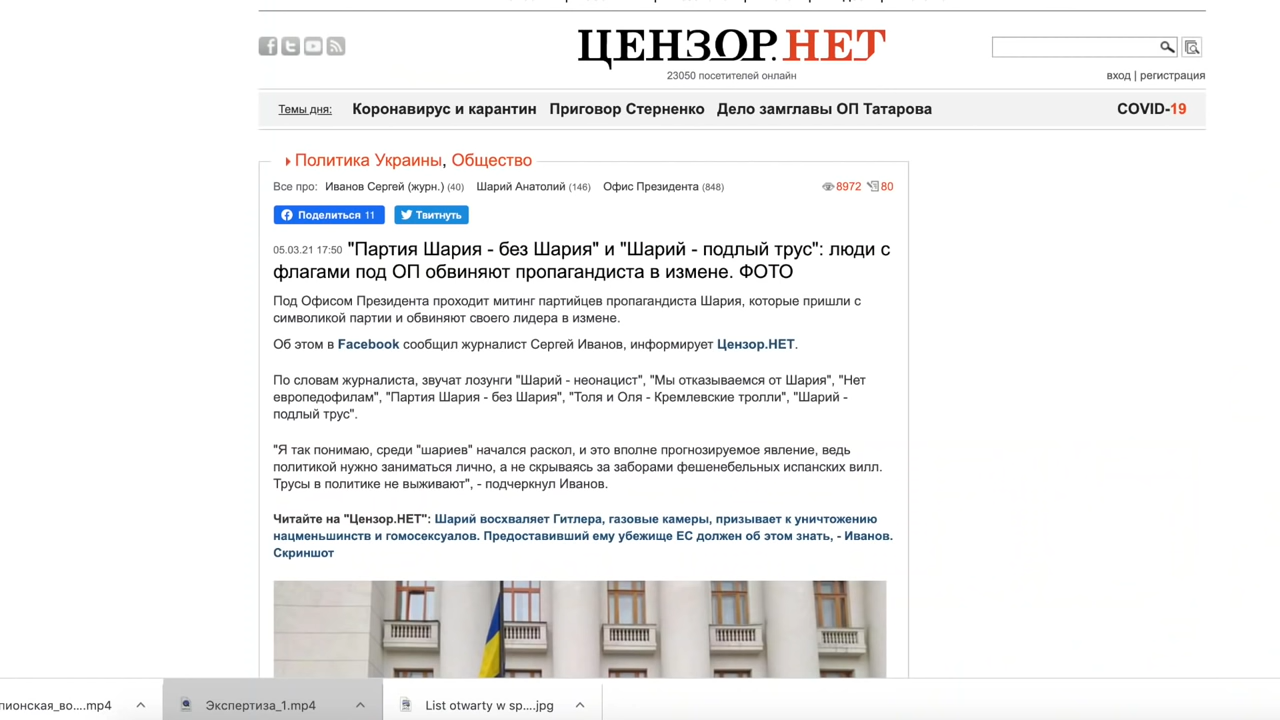 ЦЕНЗОР.НЕТ
23050 посетителей онлайн
вход | регистрация
Темы дня: Коронавирус и карантин Приговор Стерненко Дело замглавы ОП Татарова COVID-19
Политика Украины, Общество
Все про: Иванов Сергей (журн.) (40) Шарий Анатолий (146) Офис Президента (848) 8972 80
Поделиться 11 Твитнуть
05.03.21 17:50 "Партия Шария - без Шария" и "Шарий - подлый трус": люди с
флагами под ОП обвиняют пропагандиста в измене. ФОТО
Под Офисом Президента проходит митинг партийцев пропагандиста Шария, которые пришли с
символикой партии и обвиняют своего лидера в измене.
Об этом в Facebook сообщил журналист Сергей Иванов, информирует Цензор.НЕТ.
По словам журналиста, звучат лозунги "Шарий - неонацист", "Мы отказываемся от Шария", "Нет
европедофилам", "Партия Шария - без Шария", "Толя и Оля - Кремлевские тролли", "Шарий -
подлый трус".
"Я так понимаю, среди "шариев" начался раскол, и это вполне прогнозируемое явление, ведь
политикой нужно заниматься лично, а не скрываясь за заборами фешенебельных испанских вилл.
Трусы в политике не выживают", - подчеркнул Иванов.
Читайте на "Цензор.НЕТ": Шарий восхваляет Гитлера, газовые камеры, призывает к уничтожению
нацменьшинств и гомосексуалов. Предоставивший ему убежище ЕС должен об этом знать, - Иванов.
Скриншот
пионская_во....mp4 Экспертиза_1.mp4 List otwarty w sp....jpg